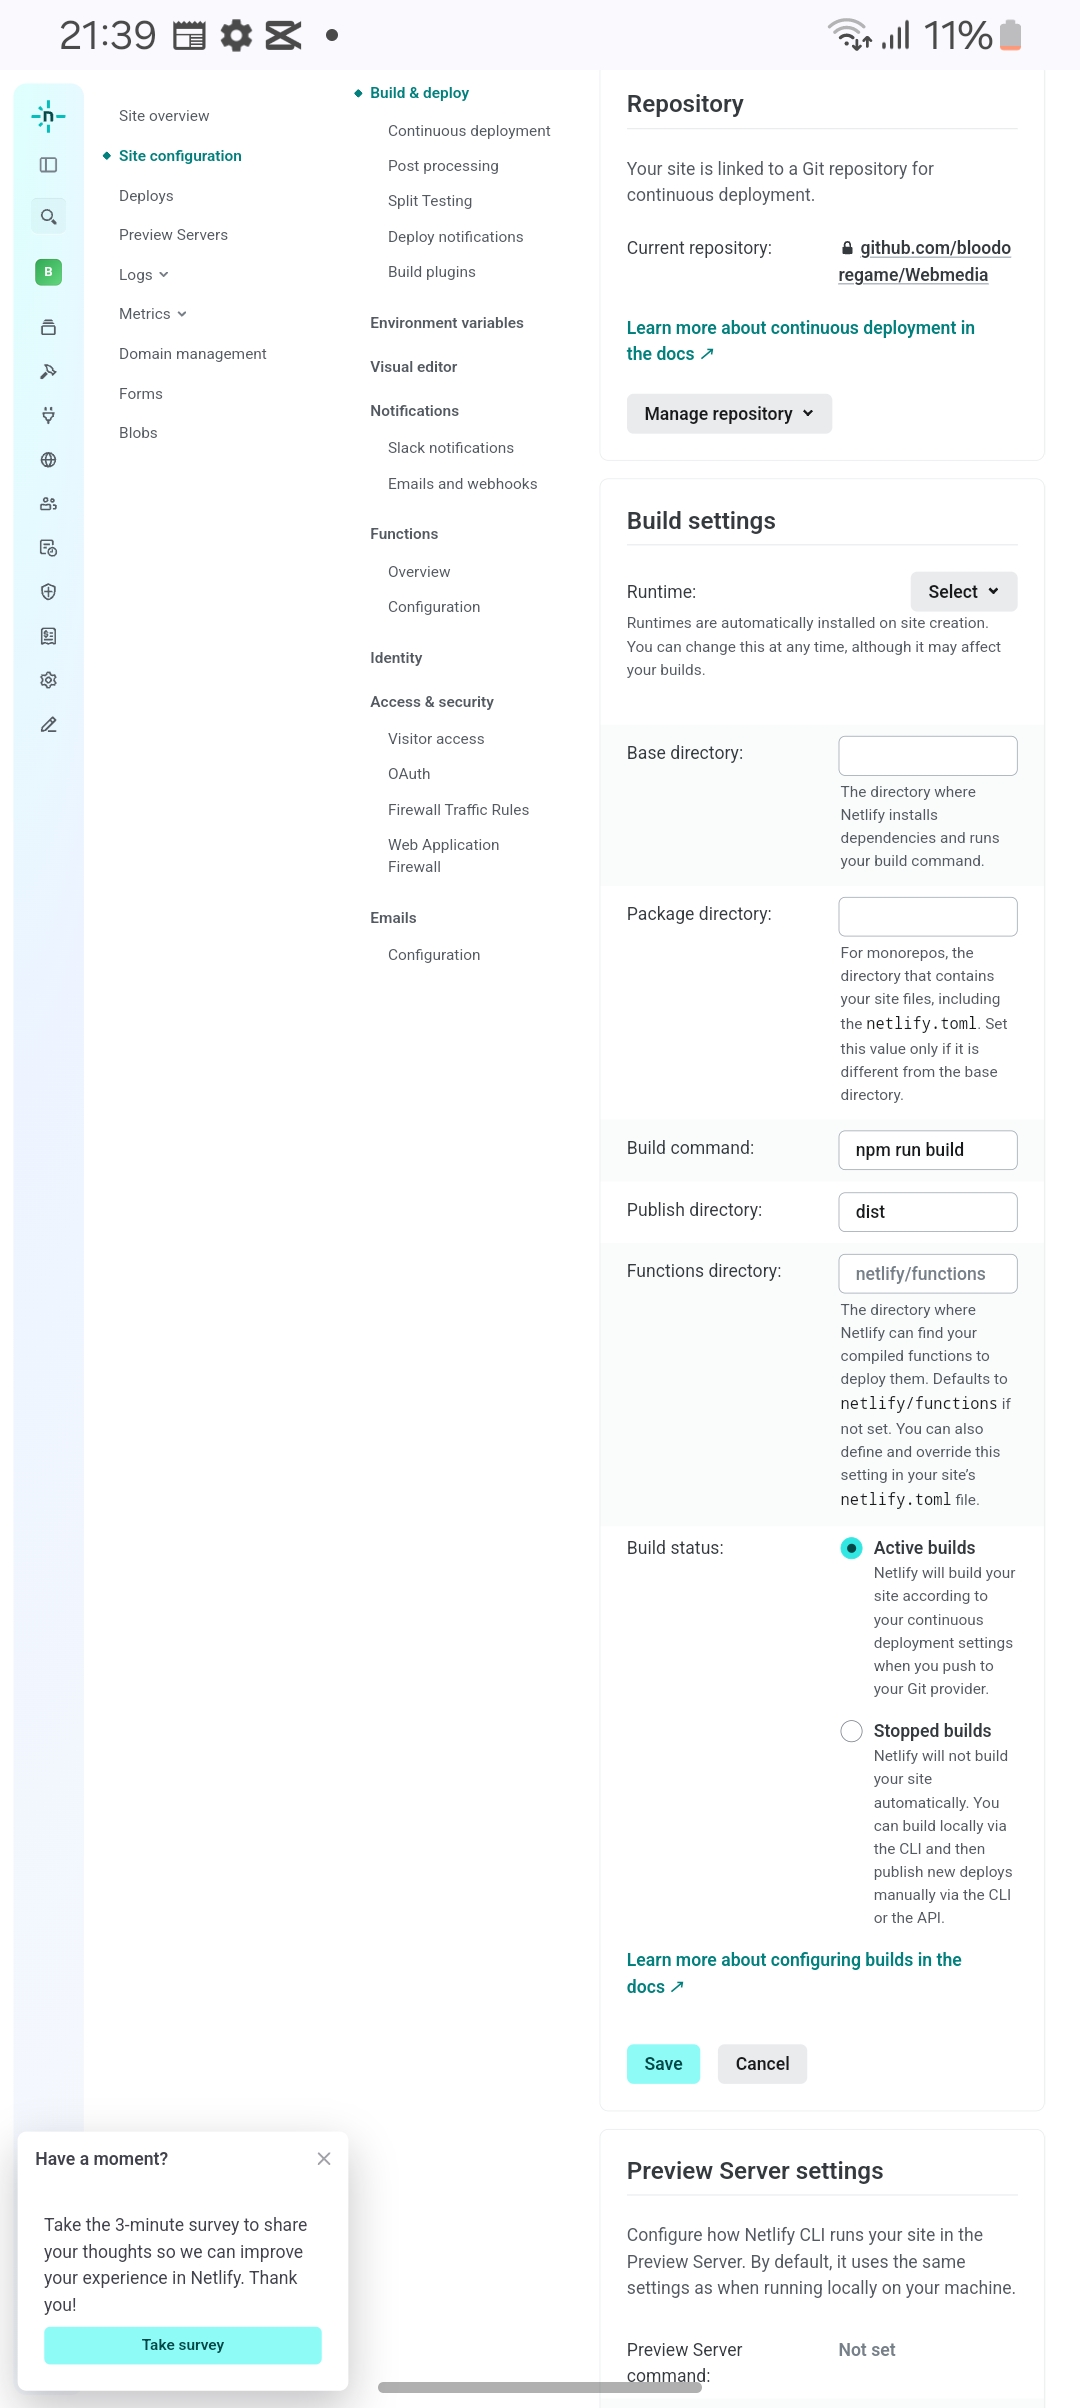 21:39
11%
n
B
Site overview
Site configuration
Deploys
Preview Servers
Logs
Metrics
Domain management
Forms
Blobs
Build & deploy
Continuous deployment
Post processing
Split Testing
Deploy notifications
Build plugins
Environment variables
Visual editor
Notifications
Slack notifications
Emails and webhooks
Functions
Overview
Configuration
Identity
Access & security
Visitor access
OAuth
Firewall Traffic Rules
Web Application
Firewall
Emails
Configuration
Repository
Your site is linked to a Git repository for
continuous deployment.
Current repository:
github.com/bloodo
regame/Webmedia
Learn more about continuous deployment in
the docs ↗
Manage repository
Build settings
Runtime:
Select
Runtimes are automatically installed on site creation.
You can change this at any time, although it may affect
your builds.
Base directory:
The directory where
Netlify installs
dependencies and runs
your build command.
Package directory:
For monorepos, the
directory that contains
your site files, including
the netlify.toml. Set
this value only if it is
different from the base
directory.
Build command:
npm run build
Publish directory:
dist
Functions directory:
netlify/functions
The directory where
Netlify can find your
compiled functions to
deploy them. Defaults to
netlify/functions if
not set. You can also
define and override this
setting in your site's
netlify.toml file.
Build status:
Active builds
Netlify will build your
site according to
your continuous
deployment settings
when you push to
your Git provider.
Stopped builds
Netlify will not build
your site
automatically. You
can build locally via
the CLI and then
publish new deploys
manually via the CLI
or the API.
Learn more about configuring builds in the
docs ↗
Save
Cancel
Preview Server settings
Configure how Netlify CLI runs your site in the
Preview Server. By default, it uses the same
settings as when running locally on your machine.
Preview Server
command:
Not set
Have a moment?
Take the 3-minute survey to share
your thoughts so we can improve
your experience in Netlify. Thank
you!
Take survey